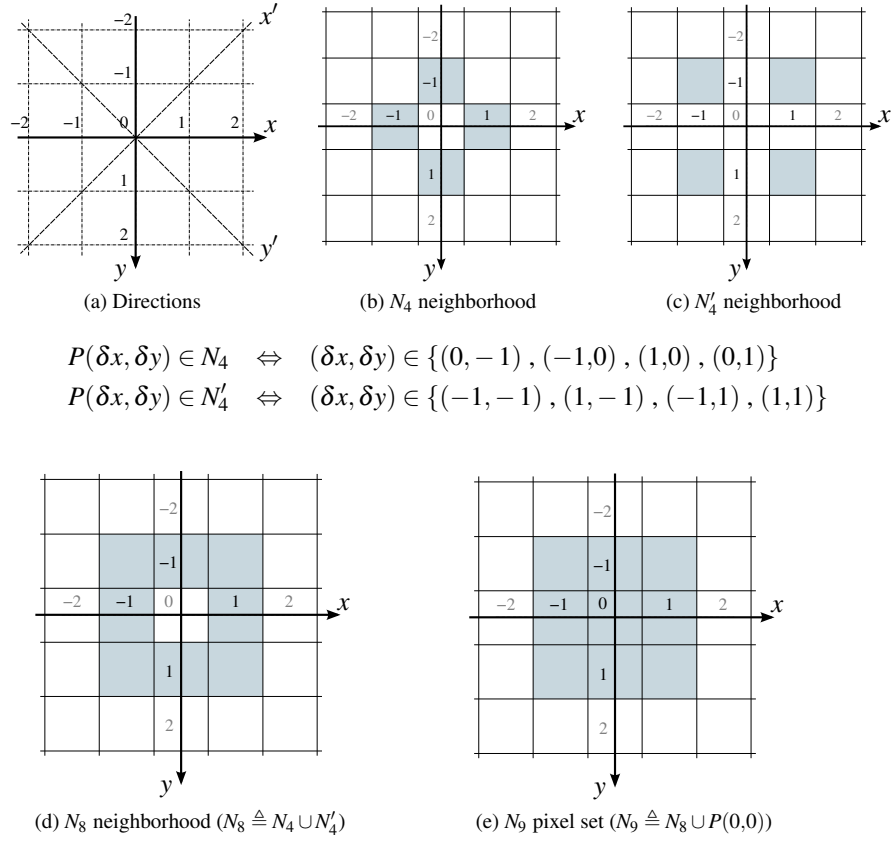 −2 x′
−1
−2 −1 0 1 2 x
1
2 y′
y
−2
−1
−2 −1 0 1 2 x
1
2
y
−2
−1
−2 −1 0 1 2 x
1
2
y
(a) Directions (b) N₄ neighborhood (c) N′₄ neighborhood
P(δx,δy) ∈ N₄ ⇔ (δx,δy) ∈ {(0,−1) , (−1,0) , (1,0) , (0,1)}
P(δx,δy) ∈ N′₄ ⇔ (δx,δy) ∈ {(−1,−1) , (1,−1) , (−1,1) , (1,1)}
−2
−1
−2 −1 0 1 2 x
1
2
y
−2
−1
−2 −1 0 1 2 x
1
2
y
(d) N₈ neighborhood (N₈ ≜ N₄ ∪ N′₄) (e) N₉ pixel set (N₉ ≜ N₈ ∪ P(0,0))